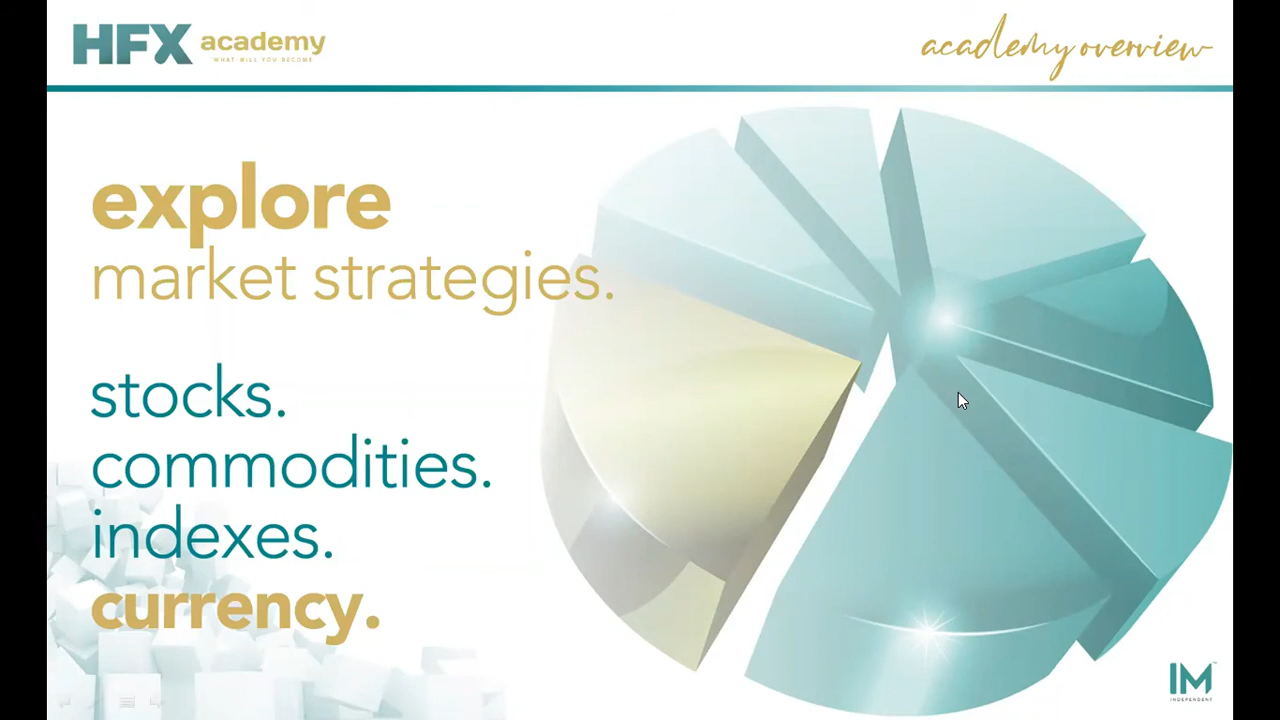 HFX academy
WHAT WILL YOU BECOME
academy overview
explore
market strategies.
stocks.
commodities.
indexes.
currency.
IM
INDEPENDENT